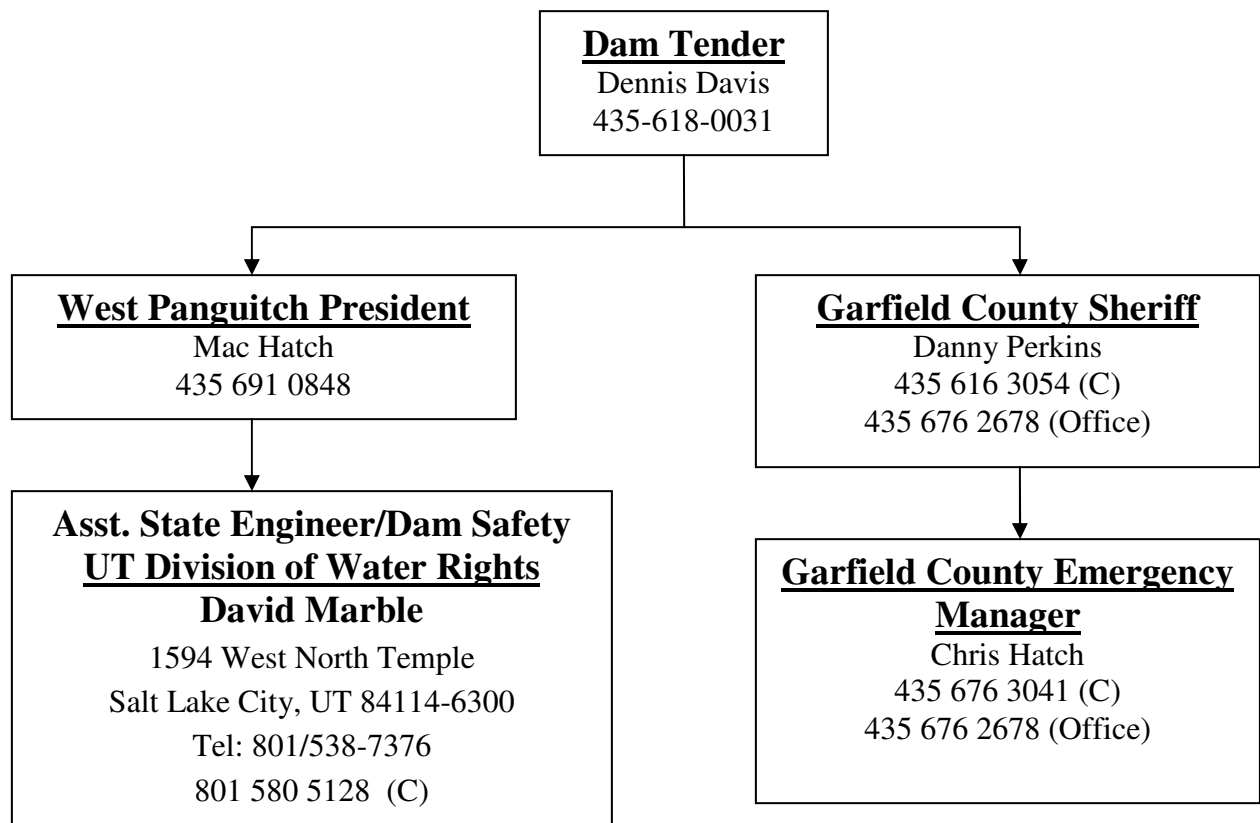 Dam Tender
Dennis Davis
435-618-0031
West Panguitch President
Mac Hatch
435 691 0848
Garfield County Sheriff
Danny Perkins
435 616 3054 (C)
435 676 2678 (Office)
Asst. State Engineer/Dam Safety
UT Division of Water Rights
David Marble
1594 West North Temple
Salt Lake City, UT 84114-6300
Tel: 801/538-7376
801 580 5128 (C)
Garfield County Emergency
Manager
Chris Hatch
435 676 3041 (C)
435 676 2678 (Office)